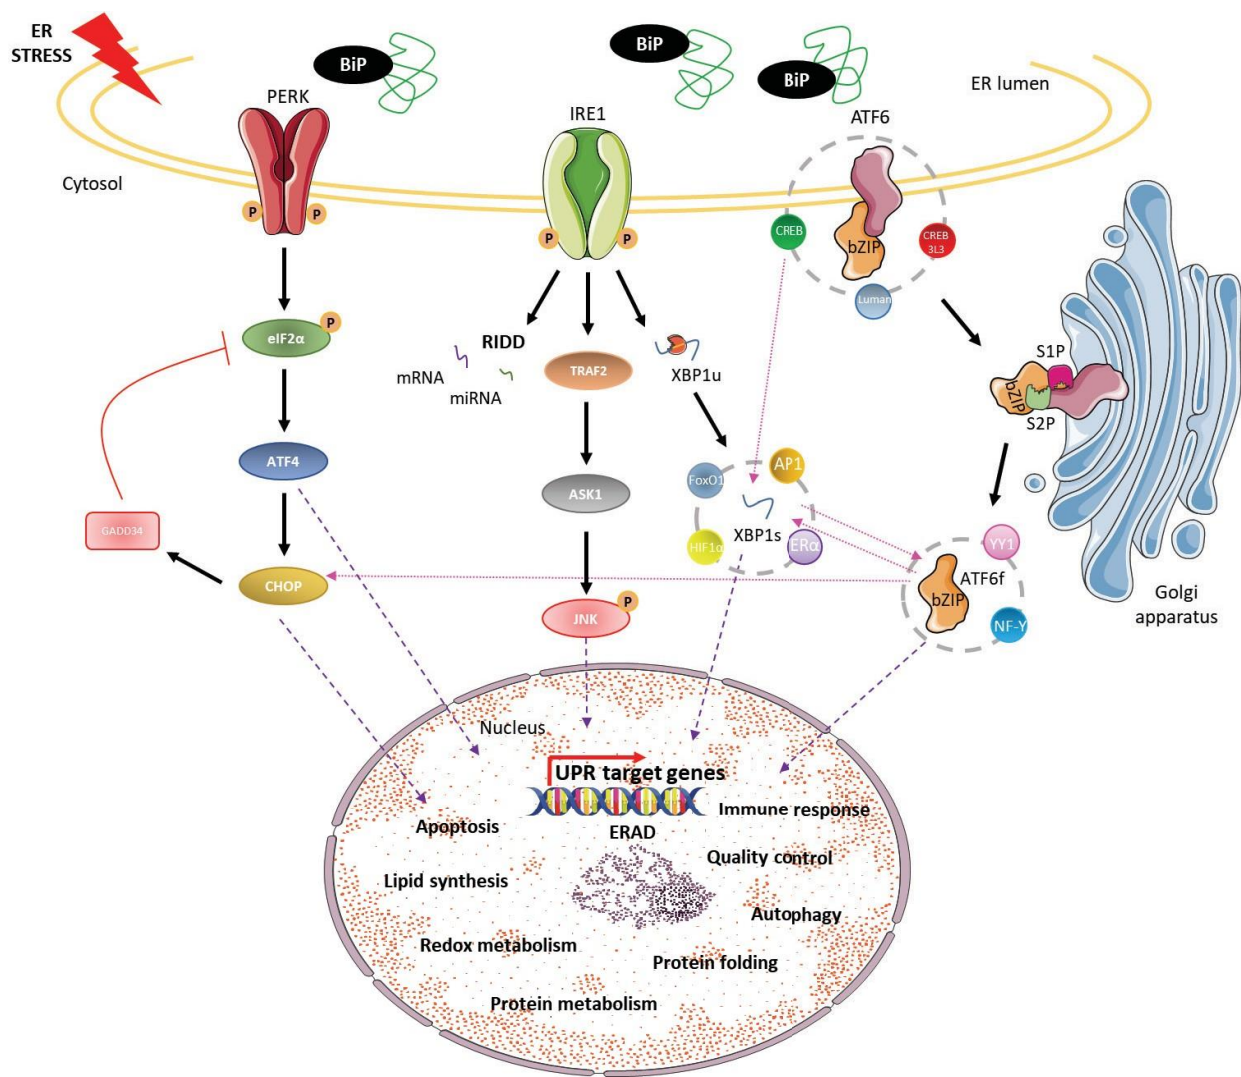 ER
STRESS
BiP
BiP
BiP
ER lumen
PERK
IRE1
ATF6
Cytosol
P
P
P
P
CREB
bZIP
CREB
3L3
Luman
eIF2α
P
RIDD
mRNA
miRNA
TRAF2
XBP1u
S1P
bZIP
S2P
ATF4
ASK1
FoxO1
AP1
XBP1s
HIF1α
ERα
GADD34
CHOP
YY1
ATF6f
bZIP
NF-Y
Golgi
apparatus
JNK
P
Nucleus
UPR target genes
ERAD
Immune response
Apoptosis
Quality control
Lipid synthesis
Autophagy
Redox metabolism
Protein folding
Protein metabolism